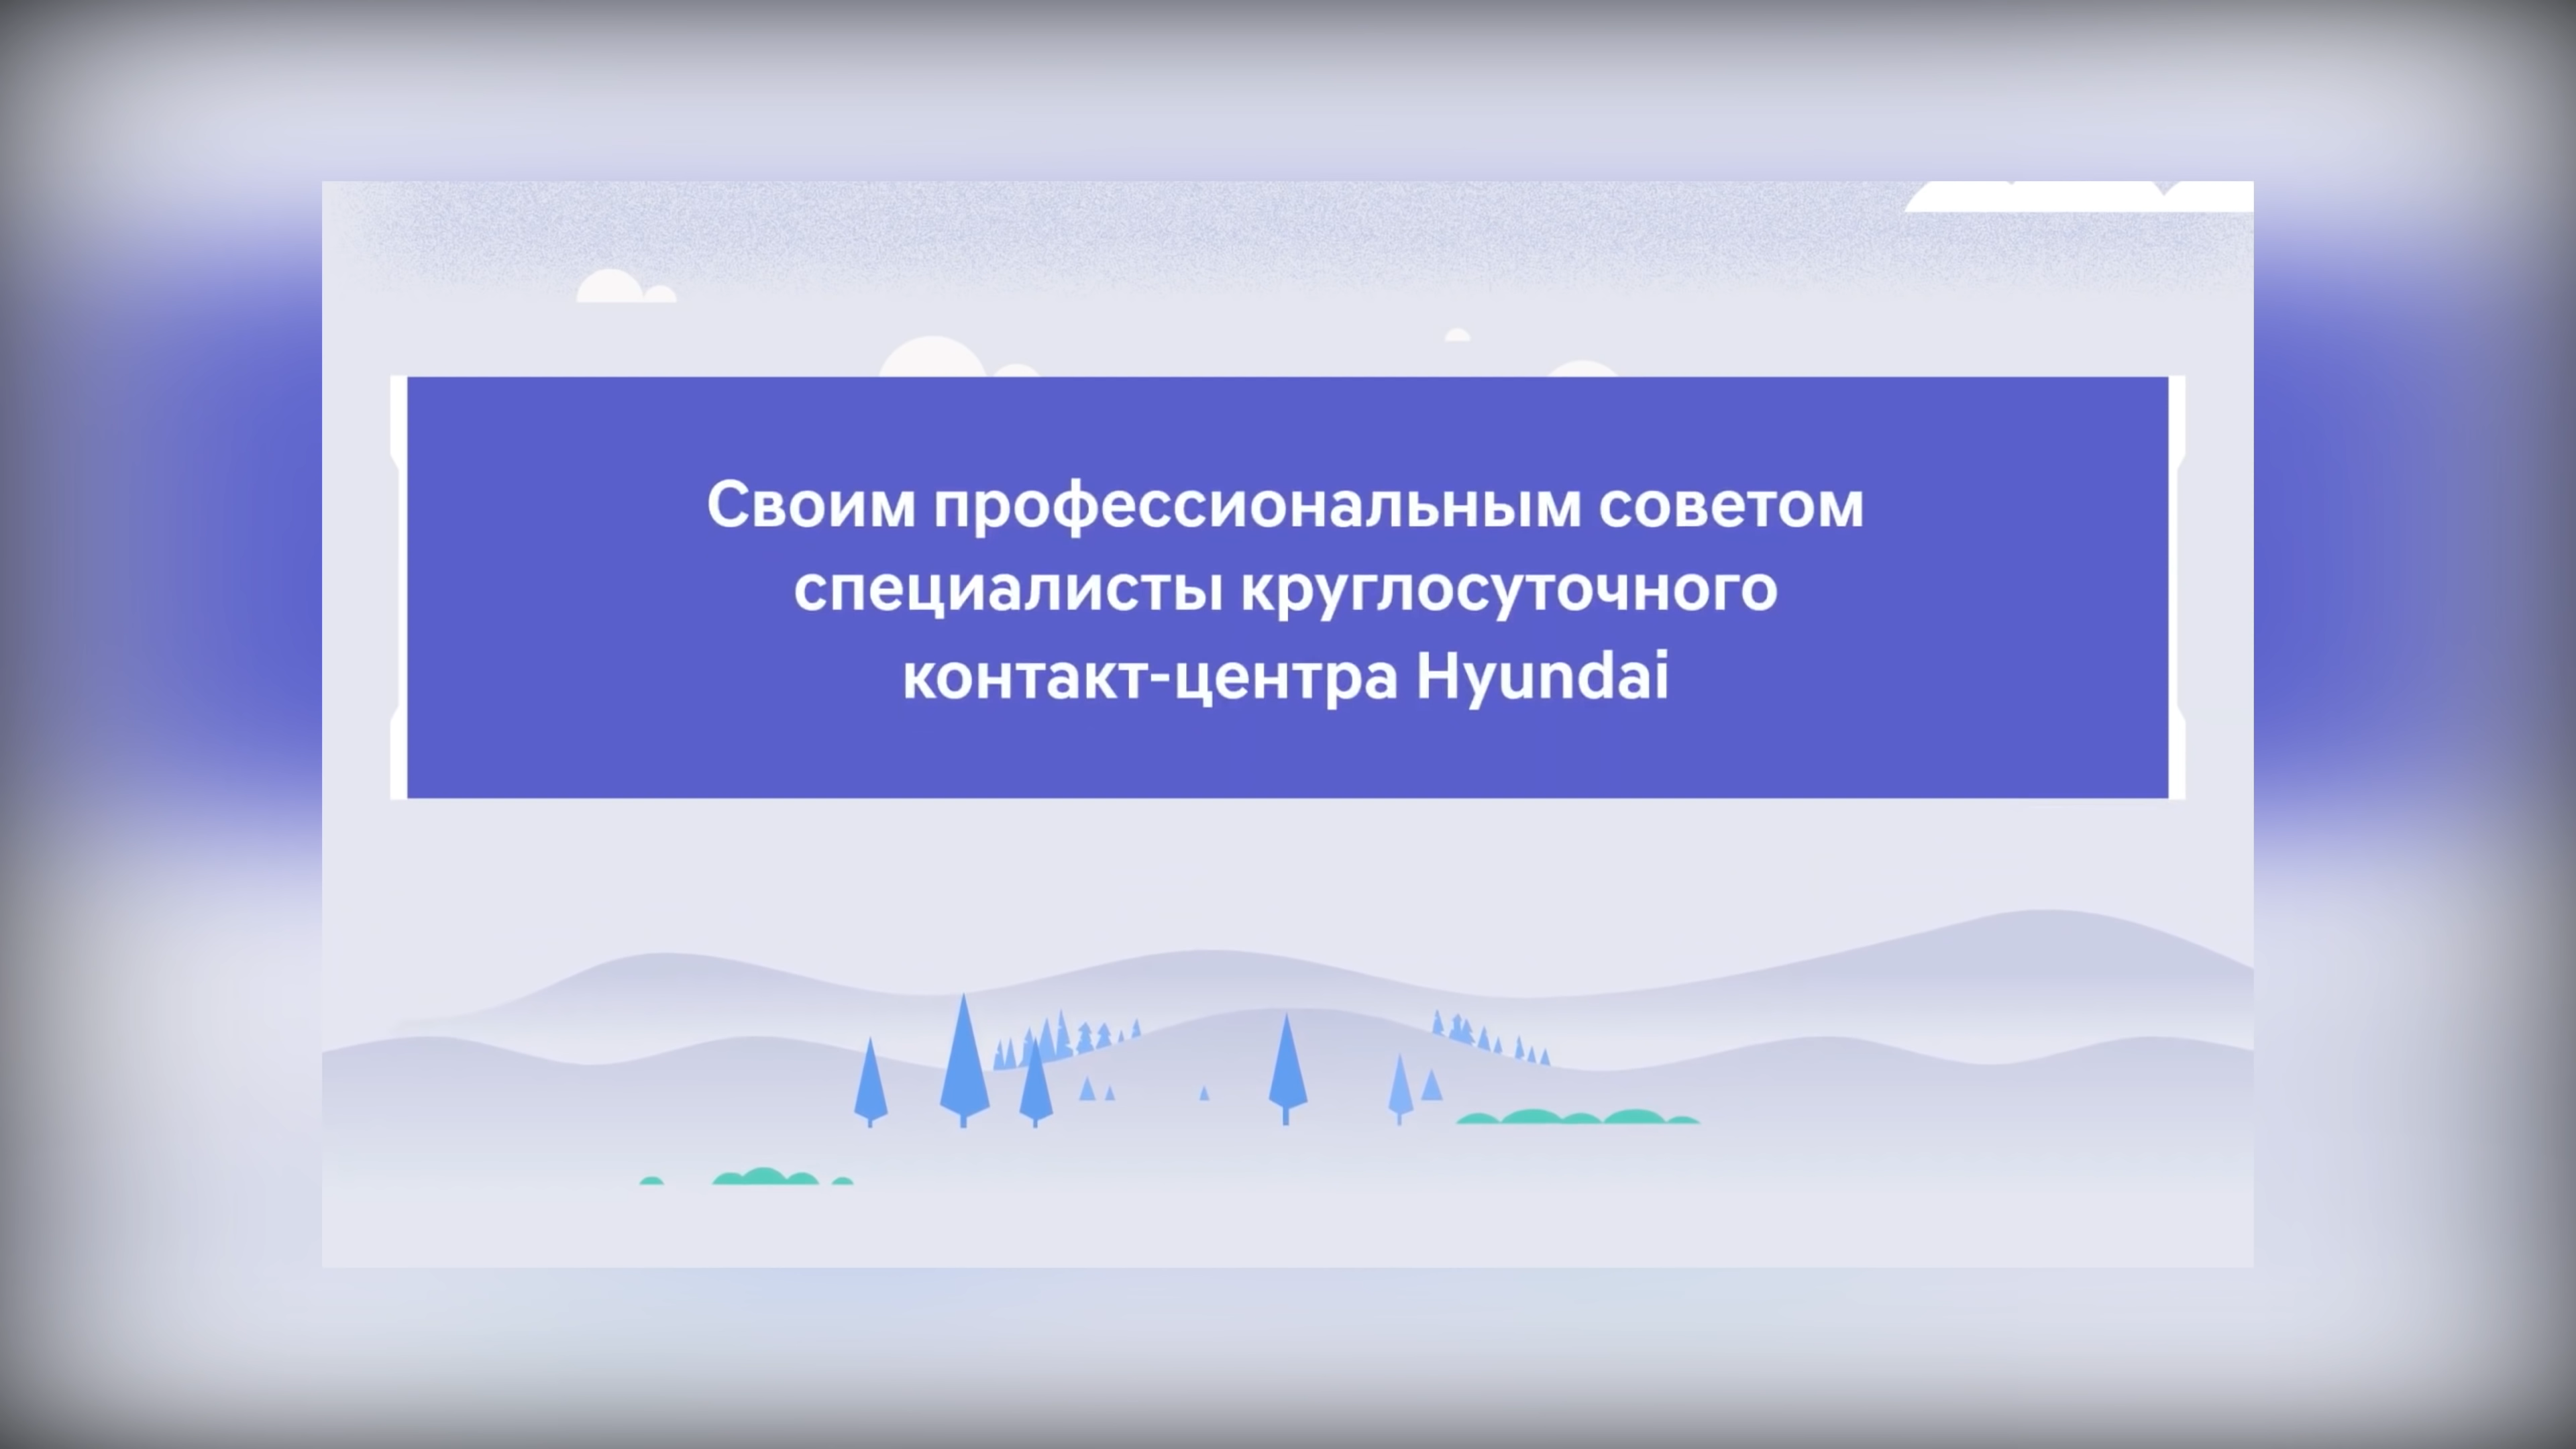 Своим профессиональным советом
специалисты круглосуточного
контакт-центра Hyundai